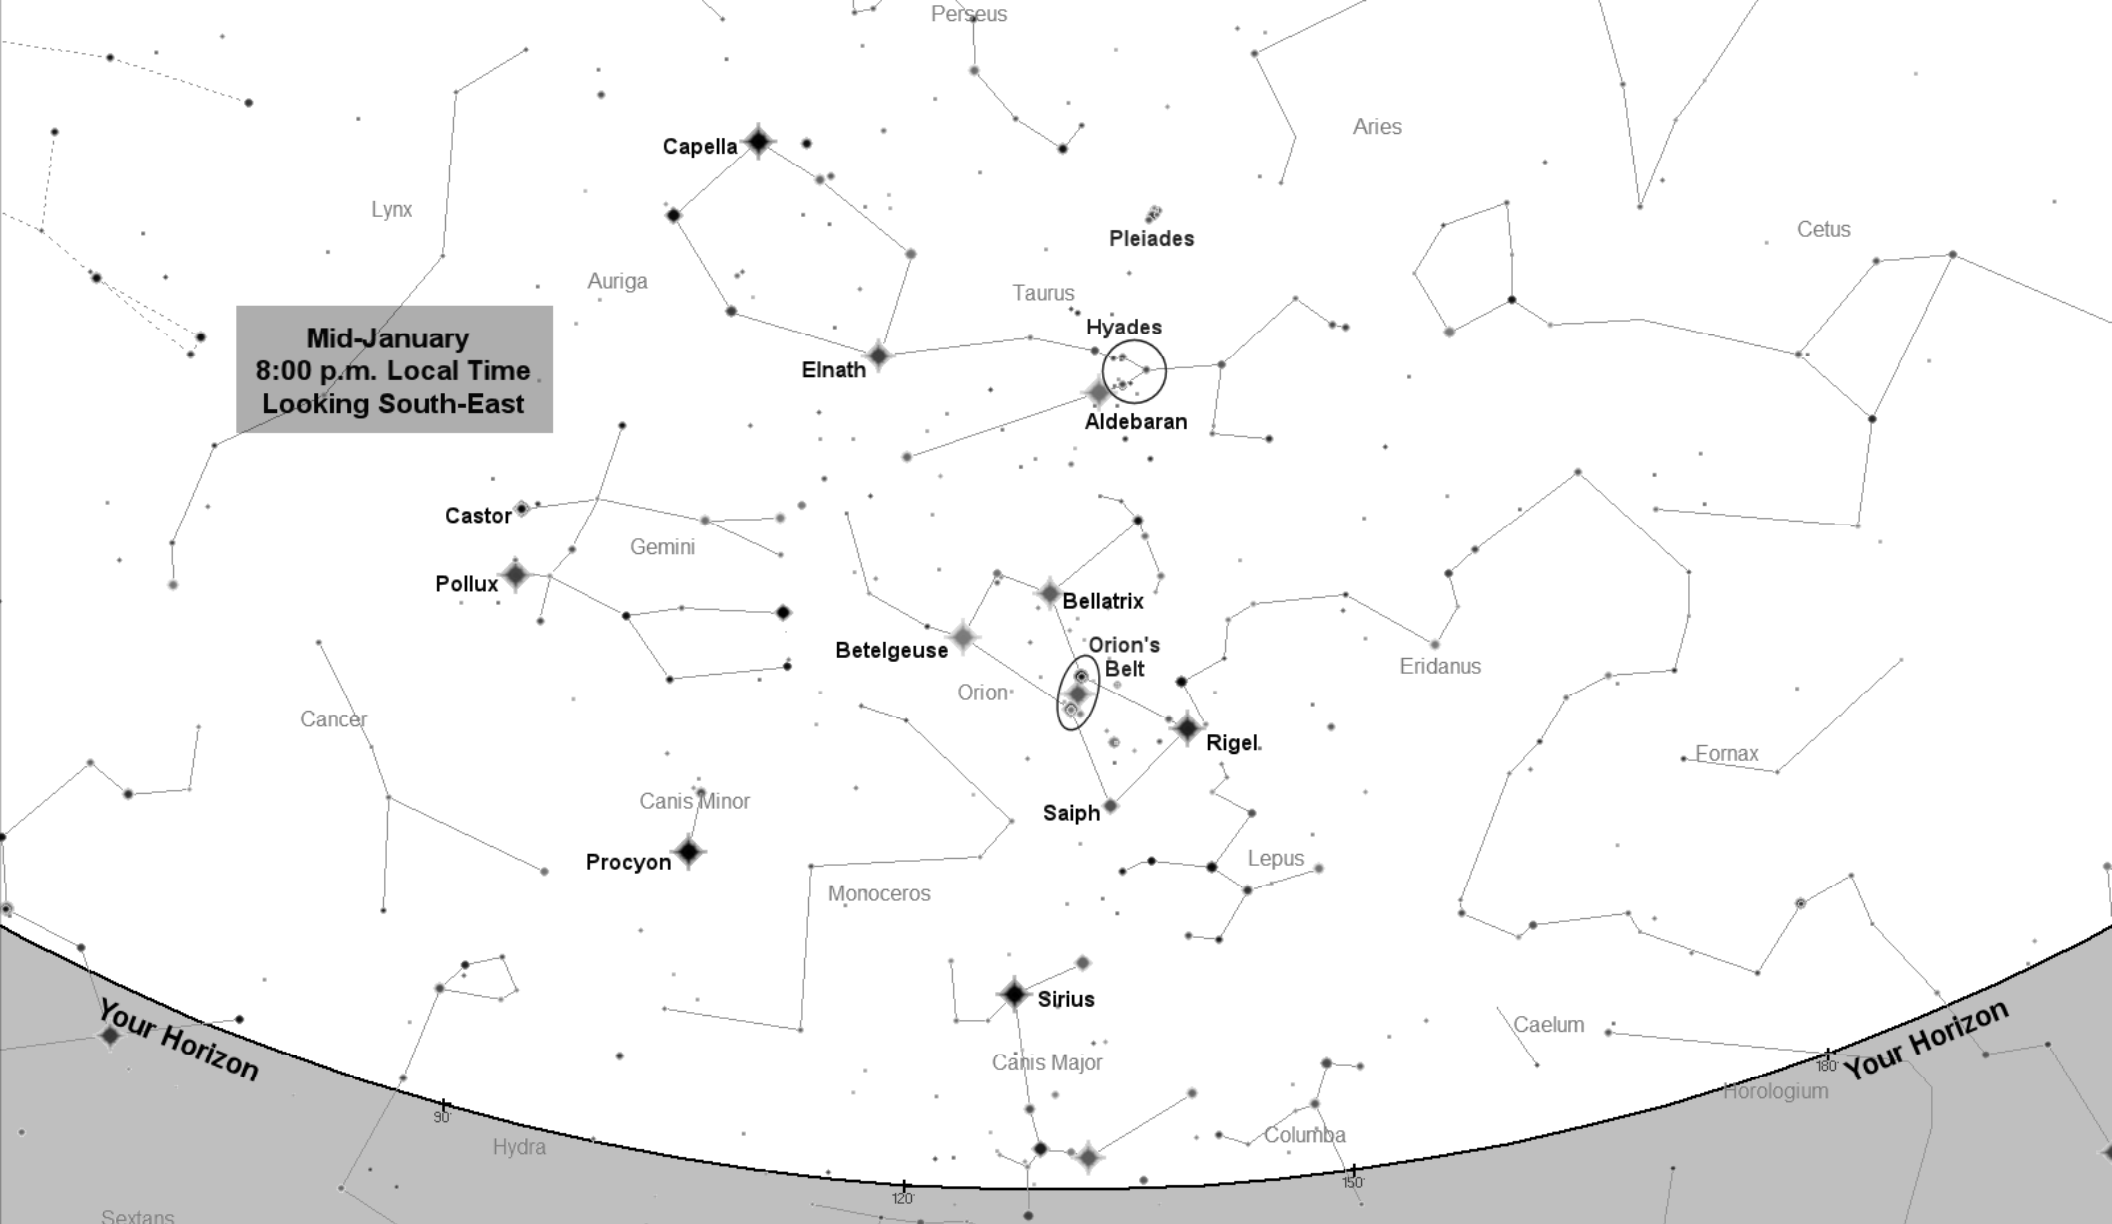 Perseus
Aries
Capella
Lynx
Pleiades
Cetus
Auriga
Taurus
Hyades
Mid-January
8:00 p.m. Local Time
Looking South-East
Elnath
Aldebaran
Castor
Gemini
Pollux
Bellatrix
Betelgeuse
Orion's
Belt
Eridanus
Orion
Cancer
Rigel
Fornax
Canis Minor
Saiph
Procyon
Lepus
Monoceros
Sirius
Caelum
Your Horizon
Your Horizon
Canis Major
180
Horologium
90
Columba
Hydra
150
120
Sextans